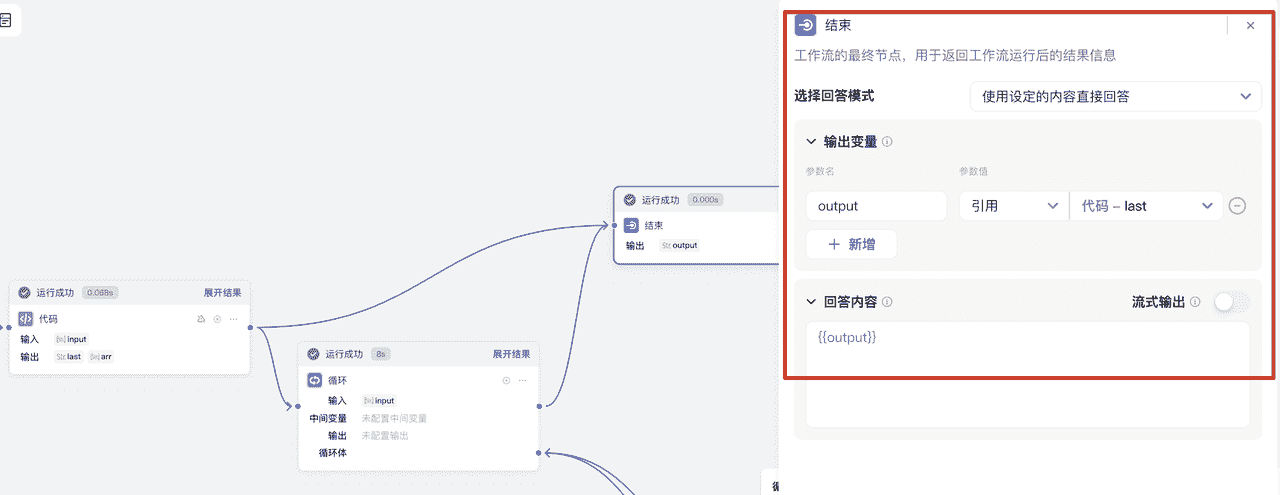 运行成功 0.068s 展开结果
代码
输入 input
输出 Str last arr
运行成功 8s 展开结果
循环
输入 input
中间变量 未配置中间变量
输出 未配置输出
循环体
运行成功 0.000s
结束
输出 Str output
结束
工作流的最终节点，用于返回工作流运行后的结果信息
选择回答模式 使用设定的内容直接回答
输出变量
参数名 参数值
output 引用 代码 – last
+ 新增
回答内容 流式输出
{{output}}